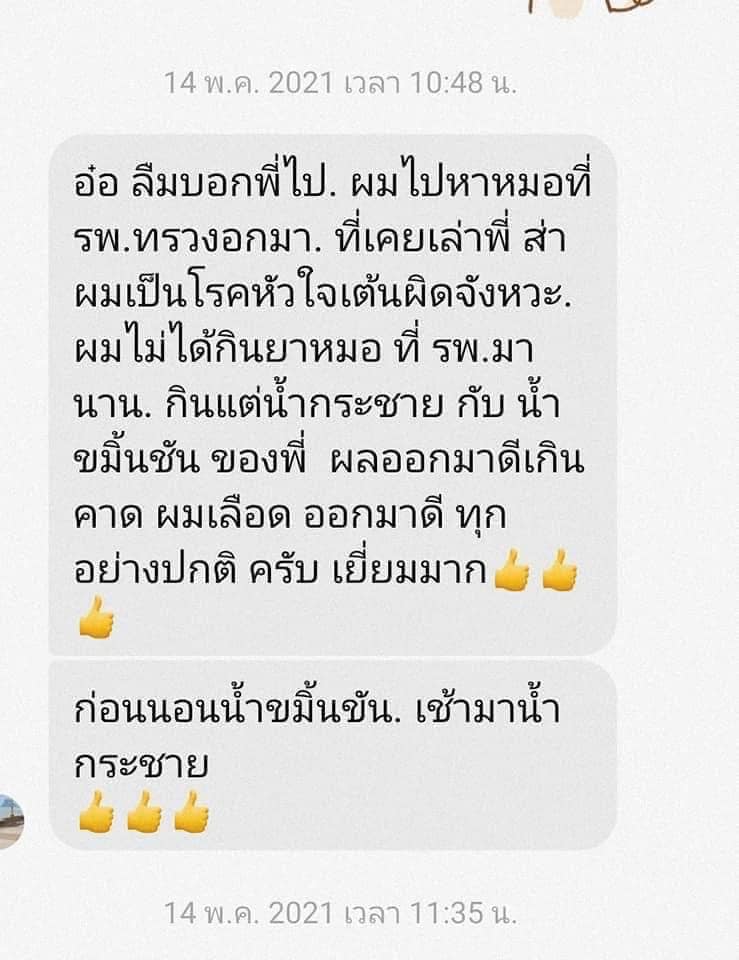 14 พ.ค. 2021 เวลา 10:48 น.
อ๋อ ลืมบอกพี่ไป. ผมไปหาหมอที่
รพ.ทรวงอกมา. ที่เคยเล่าพี่ ส่า
ผมเป็นโรคหัวใจเต้นผิดจังหวะ.
ผมไม่ได้กินยาหมอ ที่ รพ.มา
นาน. กินแต่น้ำกระชาย กับ น้ำ
ขมิ้นชัน ของพี่ ผลออกมาดีเกิน
คาด ผมเลือด ออกมาดี ทุก
อย่างปกติ ครับ เยี่ยมมาก👍👍
👍
ก่อนนอนน้ำขมิ้นขัน. เช้ามาน้ำ
กระชาย
👍👍👍
14 พ.ค. 2021 เวลา 11:35 น.